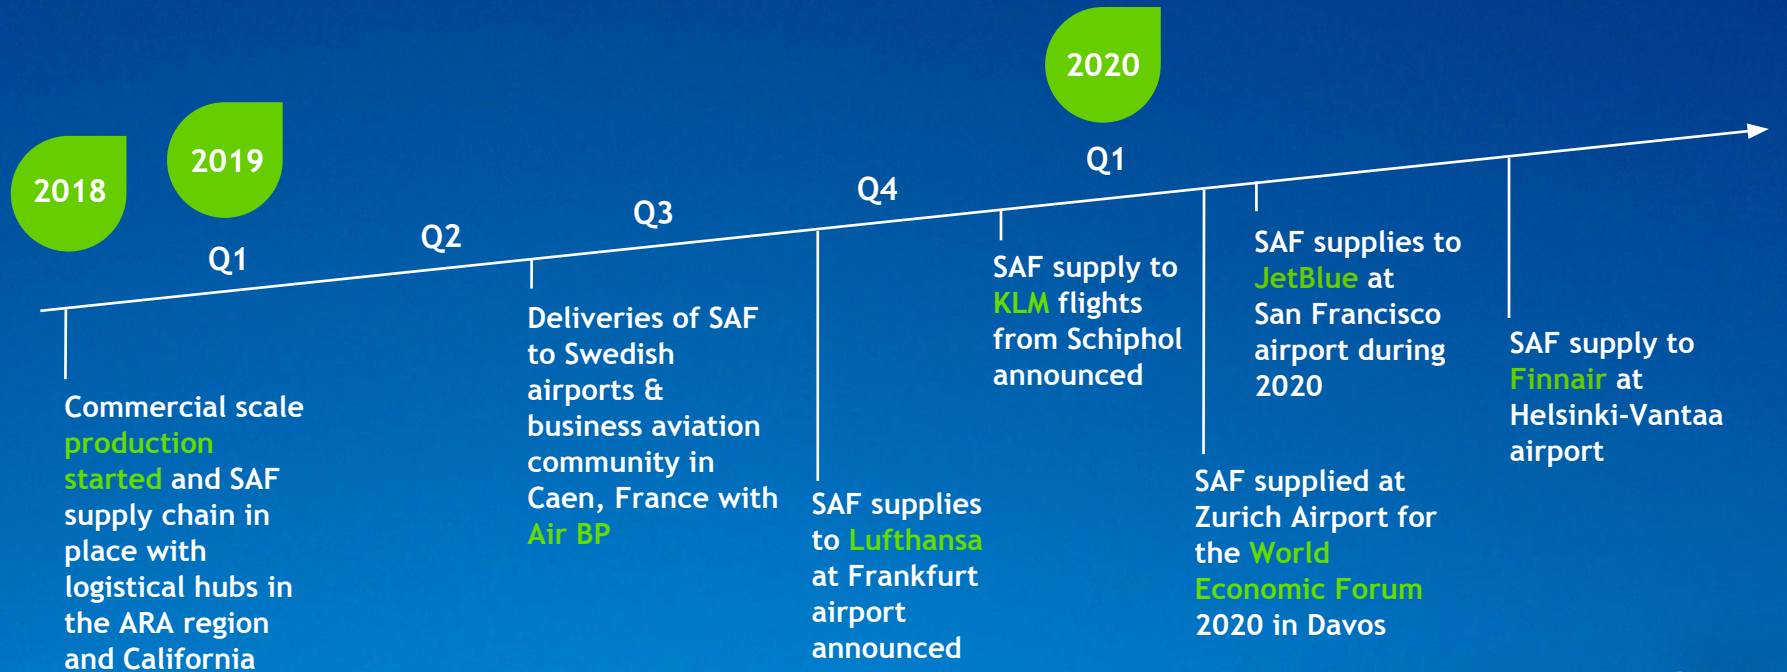 2018
2019
2020
Q1
Q2
Q3
Q4
Q1
Commercial scale
production
started and SAF
supply chain in
place with
logistical hubs in
the ARA region
and California
Deliveries of SAF
to Swedish
airports &
business aviation
community in
Caen, France with
Air BP
SAF supplies
to Lufthansa
at Frankfurt
airport
announced
SAF supply to
KLM flights
from Schiphol
announced
SAF supplied at
Zurich Airport for
the World
Economic Forum
2020 in Davos
SAF supplies to
JetBlue at
San Francisco
airport during
2020
SAF supply to
Finnair at
Helsinki-Vantaa
airport